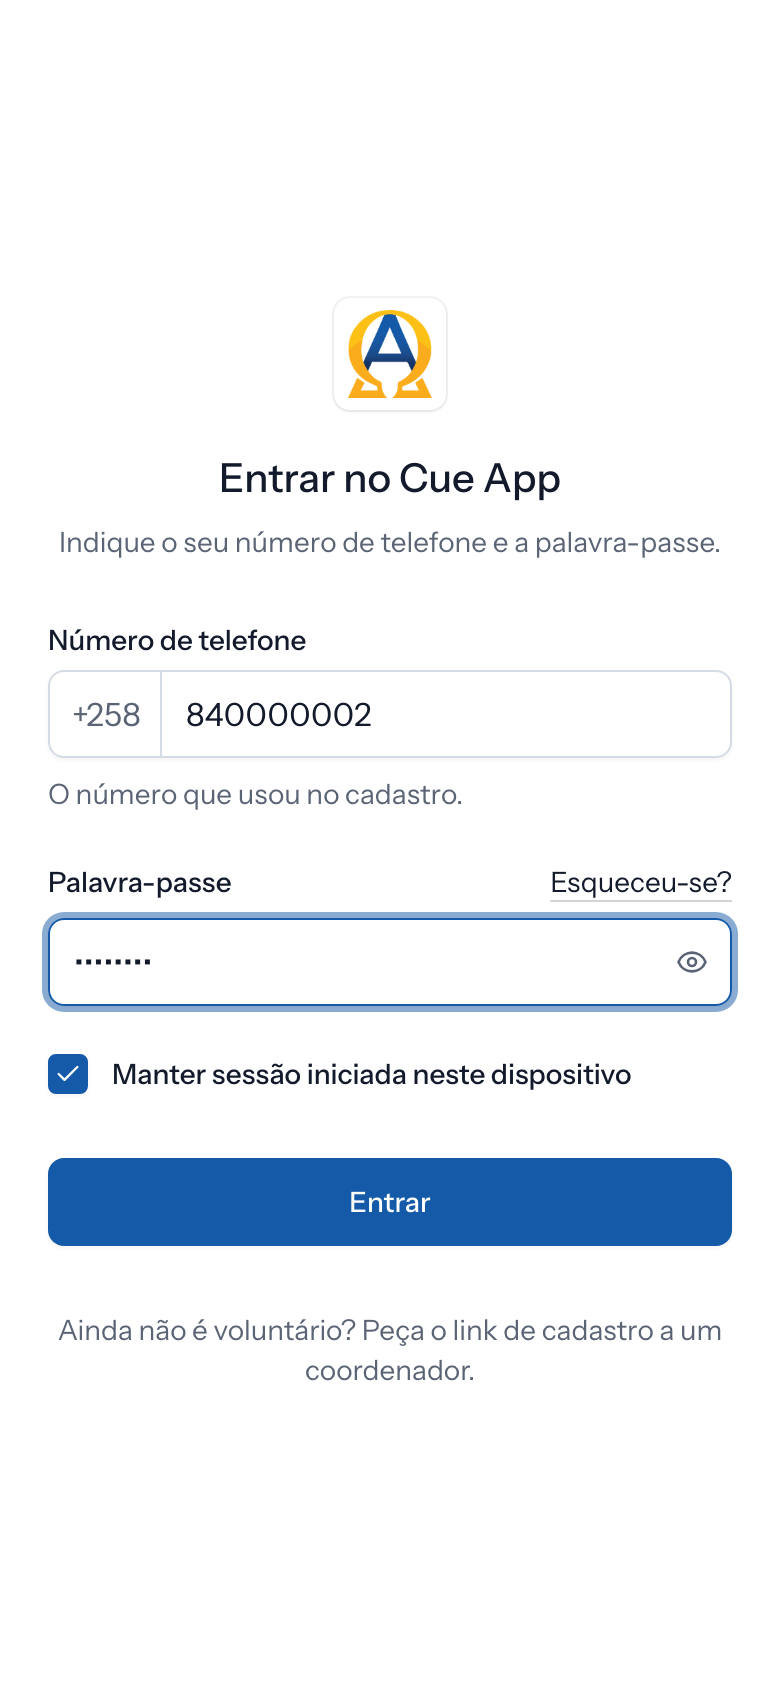 Entrar no Cue App
Indique o seu número de telefone e a palavra-passe.
Número de telefone
+258 840000002
O número que usou no cadastro.
Palavra-passe Esqueceu-se?
Manter sessão iniciada neste dispositivo
Entrar
Ainda não é voluntário? Peça o link de cadastro a um
coordenador.